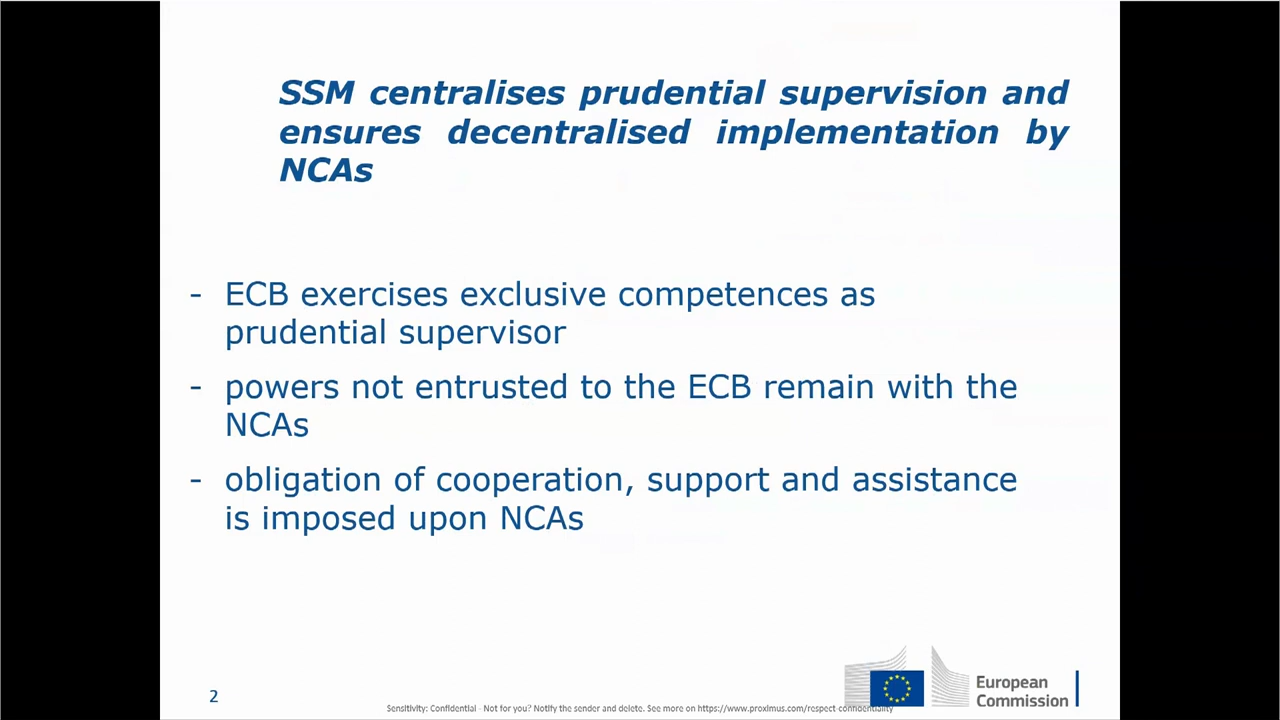 SSM centralises prudential supervision and
ensures decentralised implementation by
NCAs
- ECB exercises exclusive competences as
prudential supervisor
- powers not entrusted to the ECB remain with the
NCAs
- obligation of cooperation, support and assistance
is imposed upon NCAs
European
Commission
2
Sensitivity: Confidential - Not for you? Notify the sender and delete. See more on https://www.proximus.com/respect-confidentiality